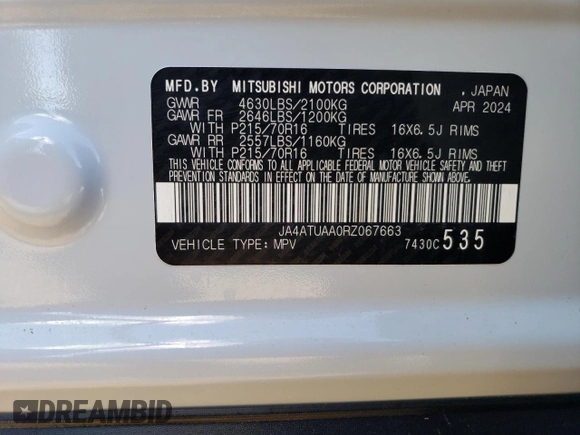 MFD.BY MITSUBISHI MOTORS CORPORATION , JAPAN
GVWR 4630LBS/2100KG APR 2024
GAWR FR 2646LBS/1200KG
WITH P215/70R16 TIRES 16X6.5J RIMS
GAWR RR 2557LBS/1160KG
WITH P215/70R16 TIRES 16X6.5J RIMS
THIS VEHICLE CONFORMS TO ALL APPLICABLE FEDERAL MOTOR VEHICLE SAFETY AND THEFT
PREVENTION STANDARDS IN EFFECT ON THE DATE OF MANUFACTURE SHOWN ABOVE.
JA4ATUAA0RZ067663
VEHICLE TYPE: MPV 7430C 535
DREAMBID